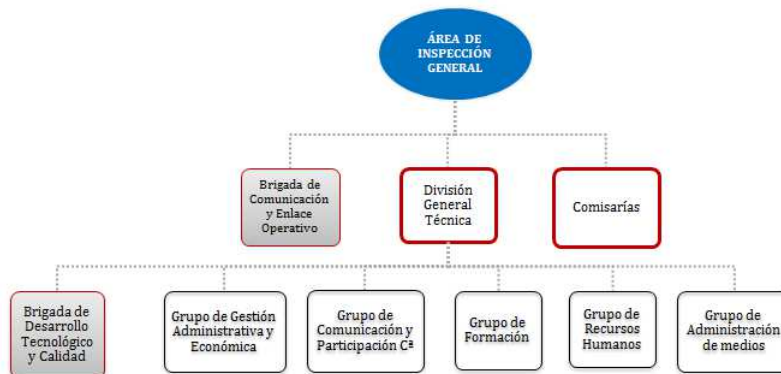 ÁREA DE
INSPECCIÓN
GENERAL
Brigada de
Comunicación
y Enlace
Operativo
División
General
Técnica
Comisarías
Brigada de
Desarrollo
Tecnológico
y Calidad
Grupo de Gestión
Administrativa y
Económica
Grupo de
Comunicación y
Participación Cª
Grupo de
Formación
Grupo de
Recursos
Humanos
Grupo de
Administración
de medios